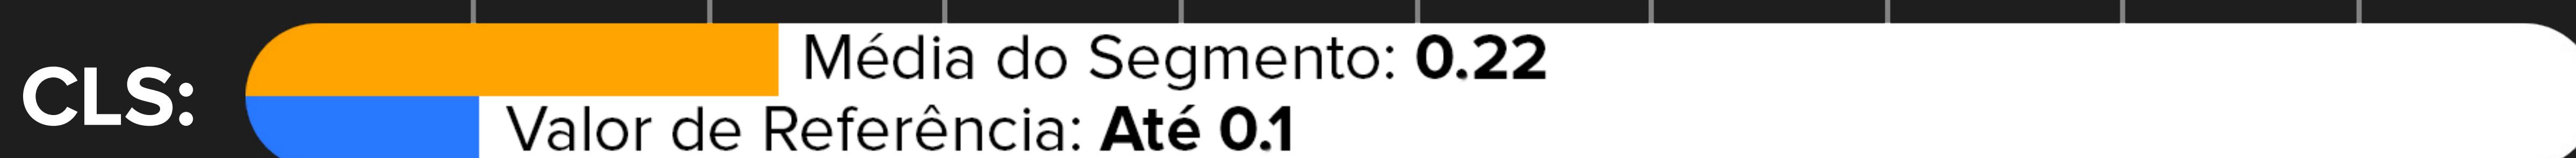 CLS:
Média do Segmento: 0.22
Valor de Referência: Até 0.1